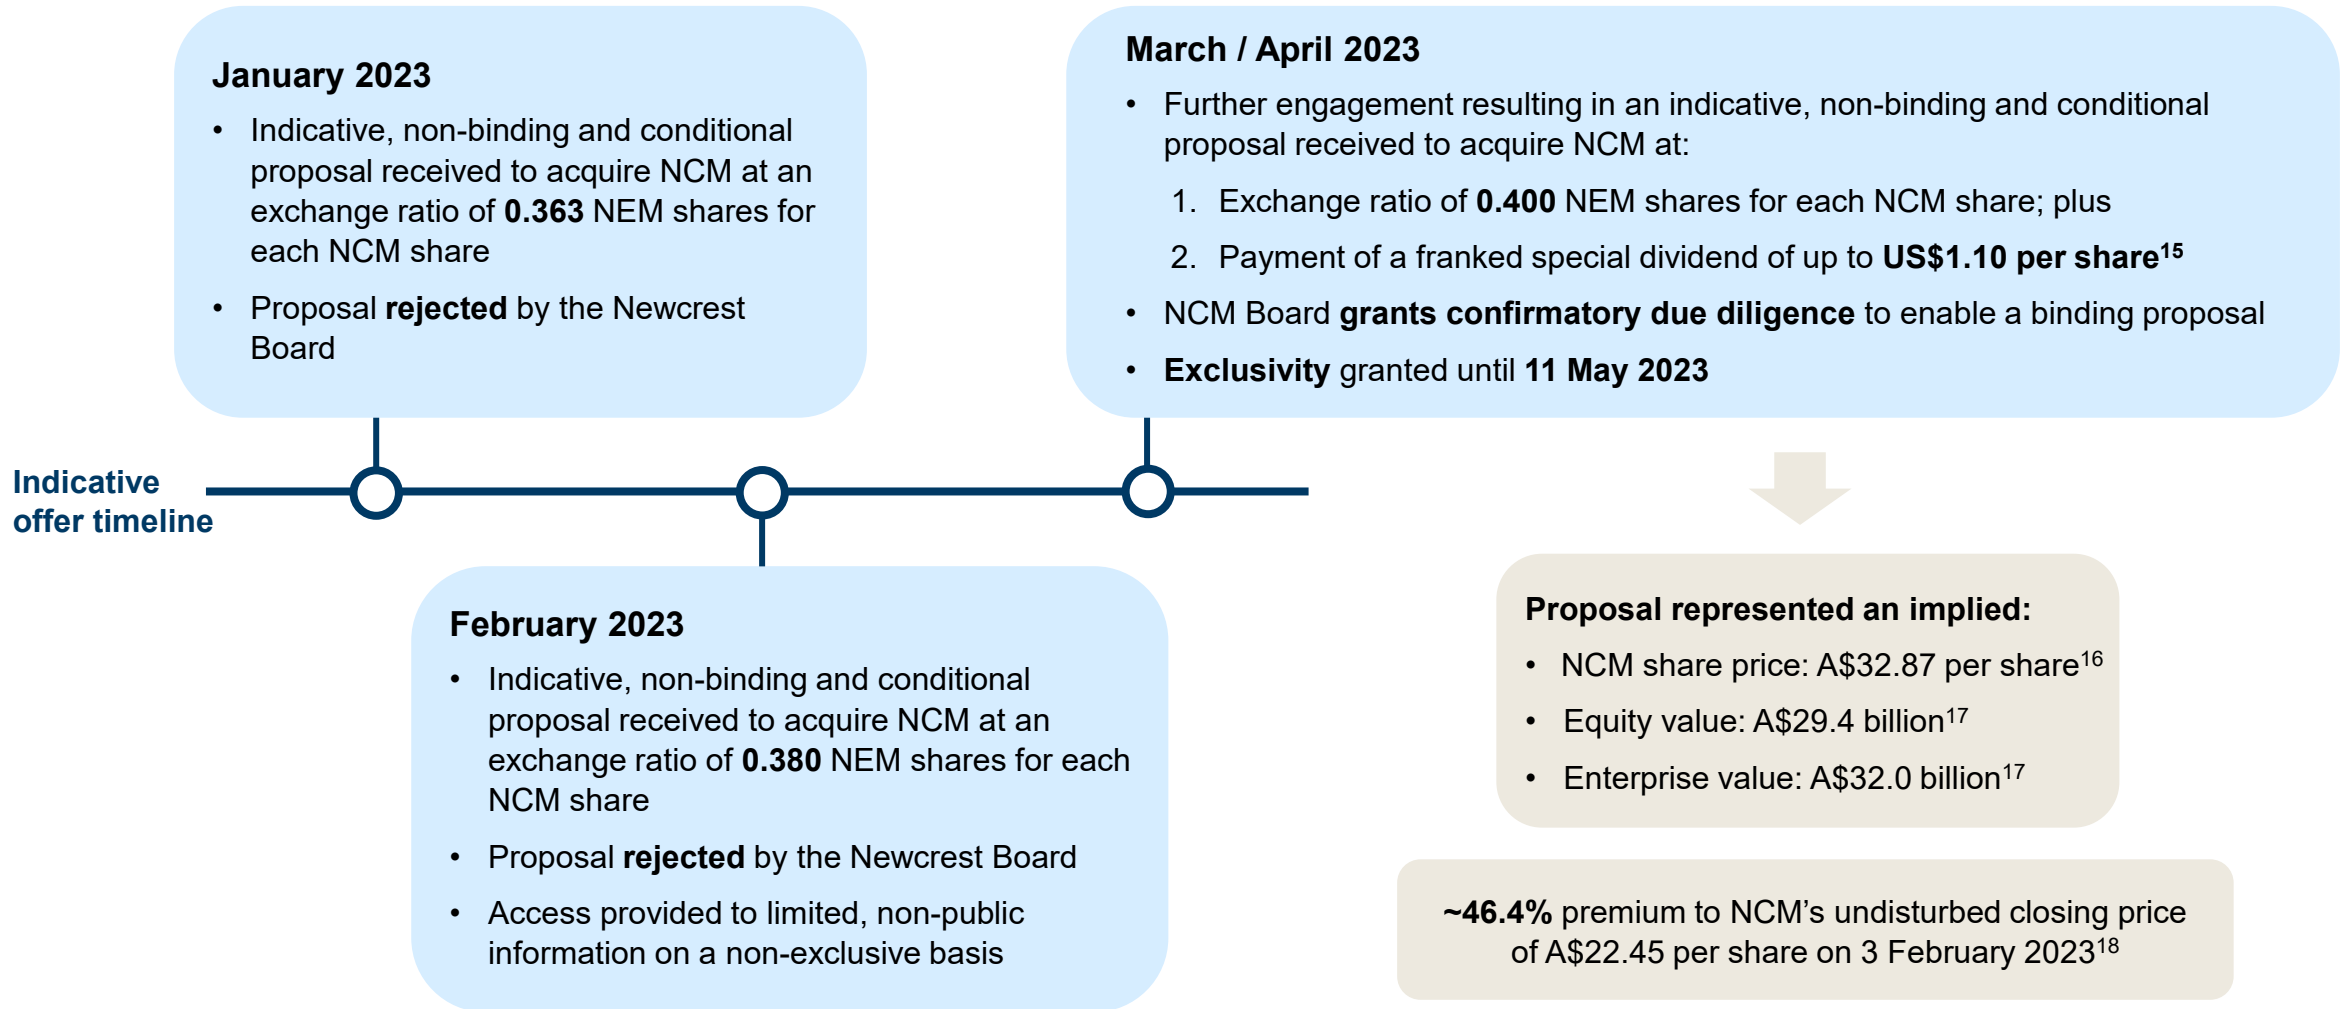 January 2023
• Indicative, non-binding and conditional
proposal received to acquire NCM at an
exchange ratio of 0.363 NEM shares for
each NCM share
• Proposal rejected by the Newcrest
Board
March / April 2023
• Further engagement resulting in an indicative, non-binding and conditional
proposal received to acquire NCM at:
1. Exchange ratio of 0.400 NEM shares for each NCM share; plus
2. Payment of a franked special dividend of up to US$1.10 per share¹⁵
• NCM Board grants confirmatory due diligence to enable a binding proposal
• Exclusivity granted until 11 May 2023
Indicative
offer timeline
February 2023
• Indicative, non-binding and conditional
proposal received to acquire NCM at an
exchange ratio of 0.380 NEM shares for each
NCM share
• Proposal rejected by the Newcrest Board
• Access provided to limited, non-public
information on a non-exclusive basis
Proposal represented an implied:
• NCM share price: A$32.87 per share¹⁶
• Equity value: A$29.4 billion¹⁷
• Enterprise value: A$32.0 billion¹⁷
~46.4% premium to NCM’s undisturbed closing price
of A$22.45 per share on 3 February 2023¹⁸